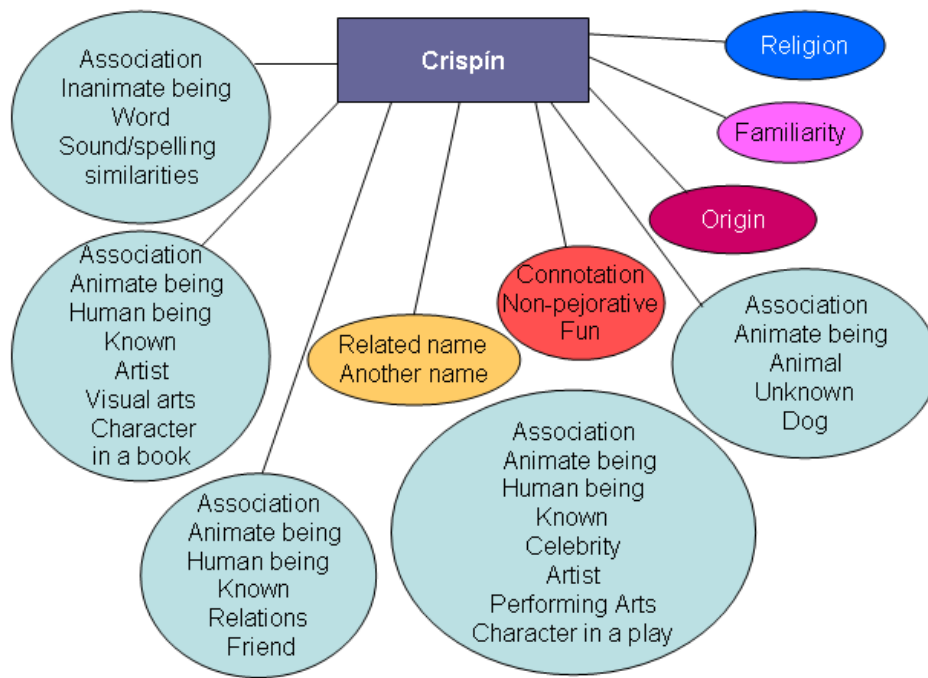 Crispín
Religion
Association
Inanimate being
Word
Sound/spelling
similarities
Familiarity
Origin
Association
Animate being
Human being
Known
Artist
Visual arts
Character
in a book
Connotation
Non-pejorative
Fun
Related name
Another name
Association
Animate being
Animal
Unknown
Dog
Association
Animate being
Human being
Known
Celebrity
Artist
Performing Arts
Character in a play
Association
Animate being
Human being
Known
Relations
Friend